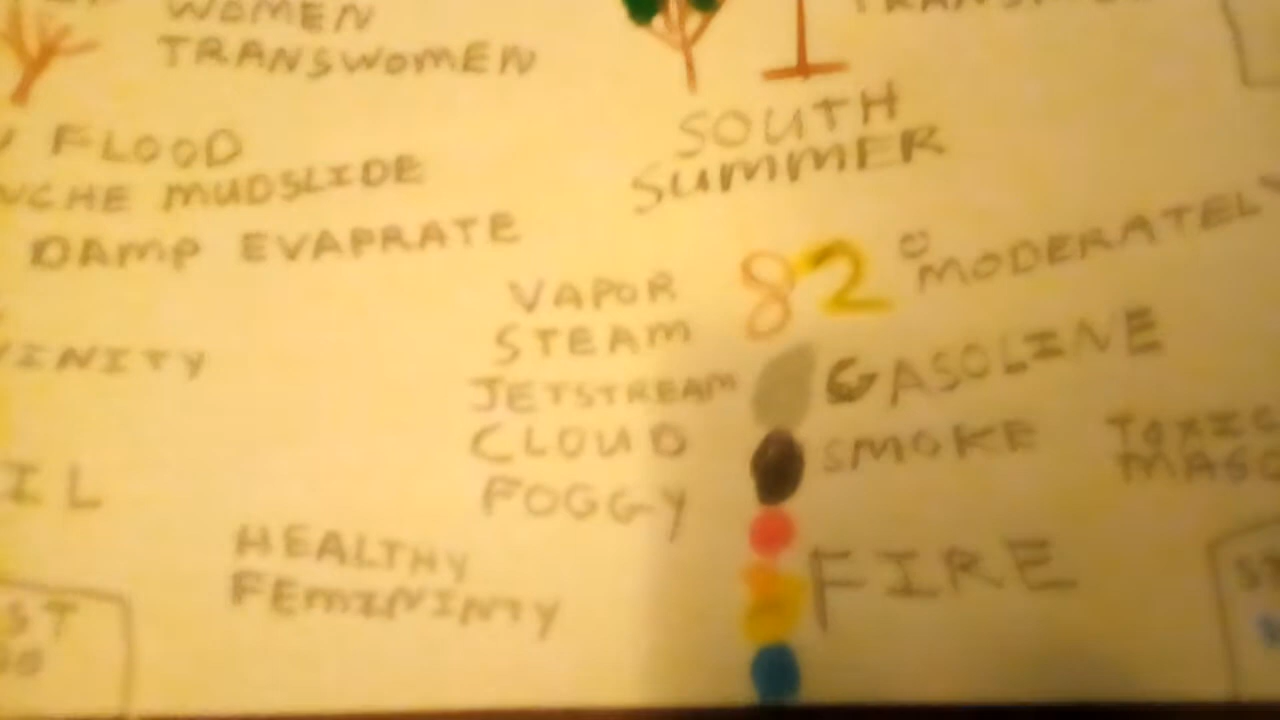 WOMEN
TRANSWOMEN
SOUTH
SUMMER
FLOOD
MUDSLIDE
DAMP EVAPRATE
82° MODERATELY
VAPOR
STEAM
JETSTREAM
CLOUD
FOGGY
GASOLINE
SMOKE
TOXIC
FIRE
HEALTHY
FEMININTY